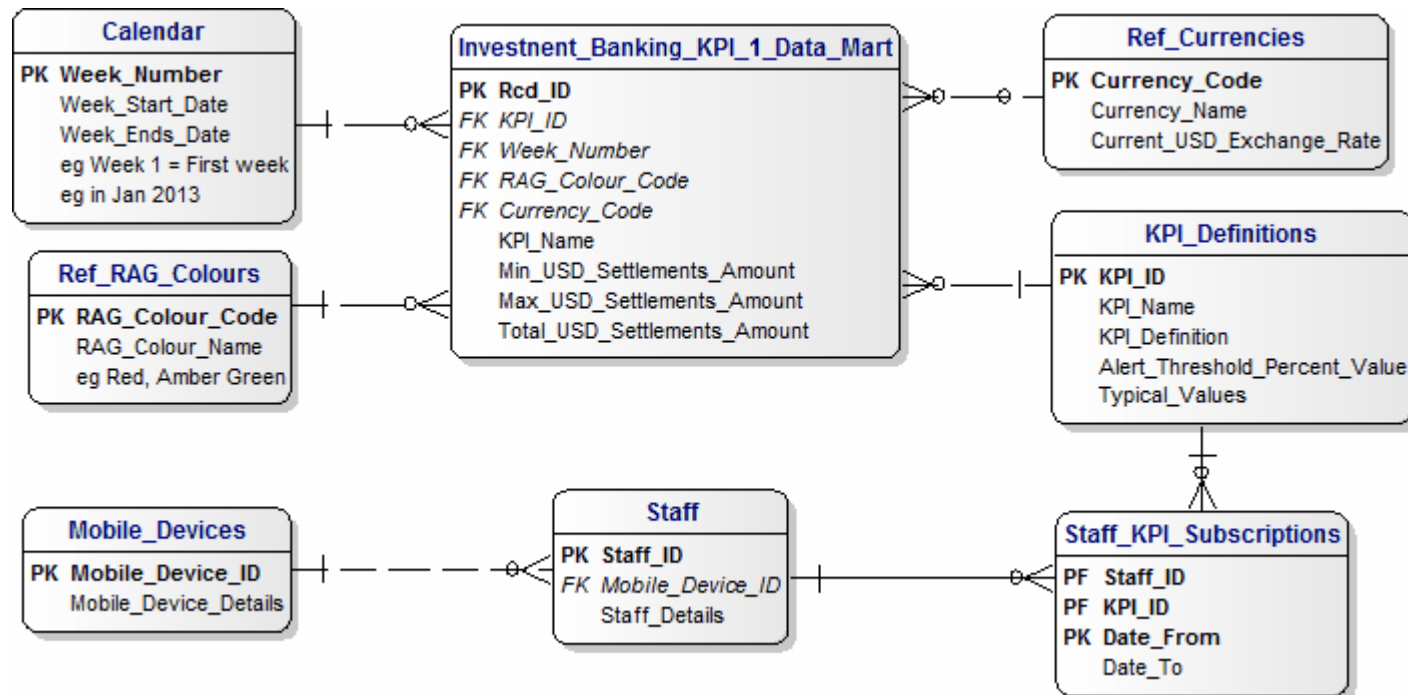 Calendar
PK Week_Number
Week_Start_Date
Week_Ends_Date
eg Week 1 = First week
eg in Jan 2013
Investnent_Banking_KPI_1_Data_Mart
PK Rcd_ID
FK KPI_ID
FK Week_Number
FK RAG_Colour_Code
FK Currency_Code
KPI_Name
Min_USD_Settlements_Amount
Max_USD_Settlements_Amount
Total_USD_Settlements_Amount
Ref_Currencies
PK Currency_Code
Currency_Name
Current_USD_Exchange_Rate
Ref_RAG_Colours
PK RAG_Colour_Code
RAG_Colour_Name
eg Red, Amber Green
KPI_Definitions
PK KPI_ID
KPI_Name
KPI_Definition
Alert_Threshold_Percent_Value
Typical_Values
Mobile_Devices
PK Mobile_Device_ID
Mobile_Device_Details
Staff
PK Staff_ID
FK Mobile_Device_ID
Staff_Details
Staff_KPI_Subscriptions
PF Staff_ID
PF KPI_ID
PK Date_From
Date_To